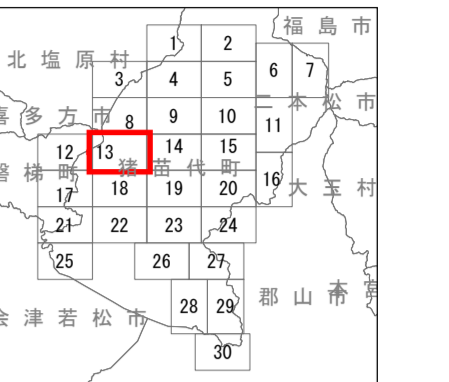 福島市
1 2
北塩原村
6 7
3 4 5
二本松市
喜多方市
8 9 10
11
12 13 14 15
磐梯町
猪苗代町
16
大玉村
17 18 19 20
21 22 23 24
25 26 27
郡山市
本宮
28 29
会津若松市
30